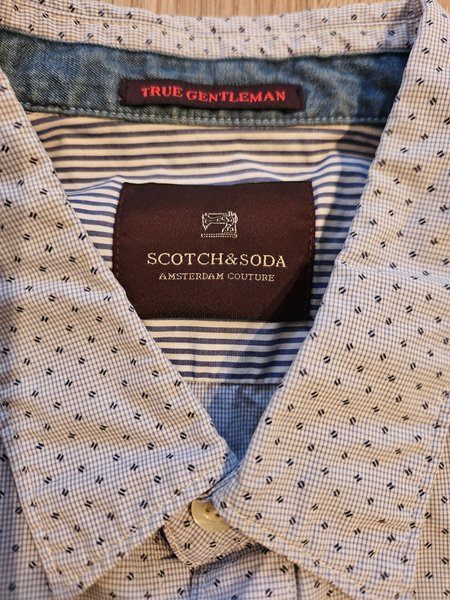 TRUE GENTLEMAN
SCOTCH&SODA
AMSTERDAM COUTURE